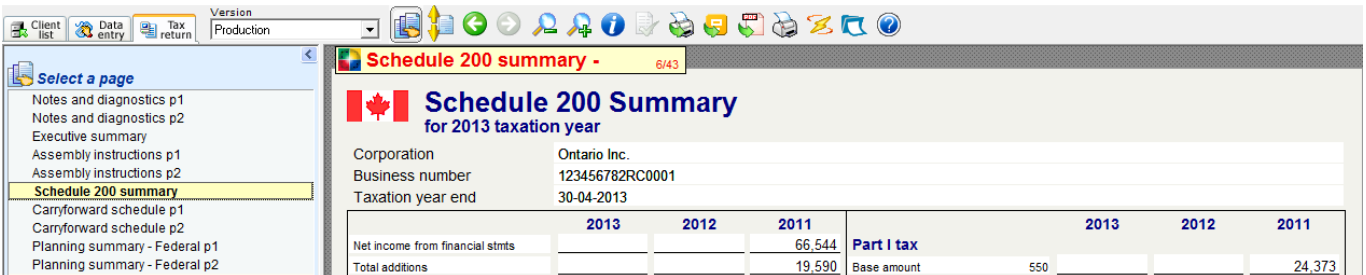 Client list
Data entry
Tax return
Version
Production
Select a page
Notes and diagnostics p1
Notes and diagnostics p2
Executive summary
Assembly instructions p1
Assembly instructions p2
Schedule 200 summary
Carryforward schedule p1
Carryforward schedule p2
Planning summary - Federal p1
Planning summary - Federal p2
Schedule 200 summary - 6/43
Schedule 200 Summary
for 2013 taxation year
Corporation Ontario Inc.
Business number 123456782RC0001
Taxation year end 30-04-2013
2013 2012 2011 2013 2012 2011
Net income from financial stmts 66,544 Part I tax
Total additions 19,590 Base amount 550 24,373